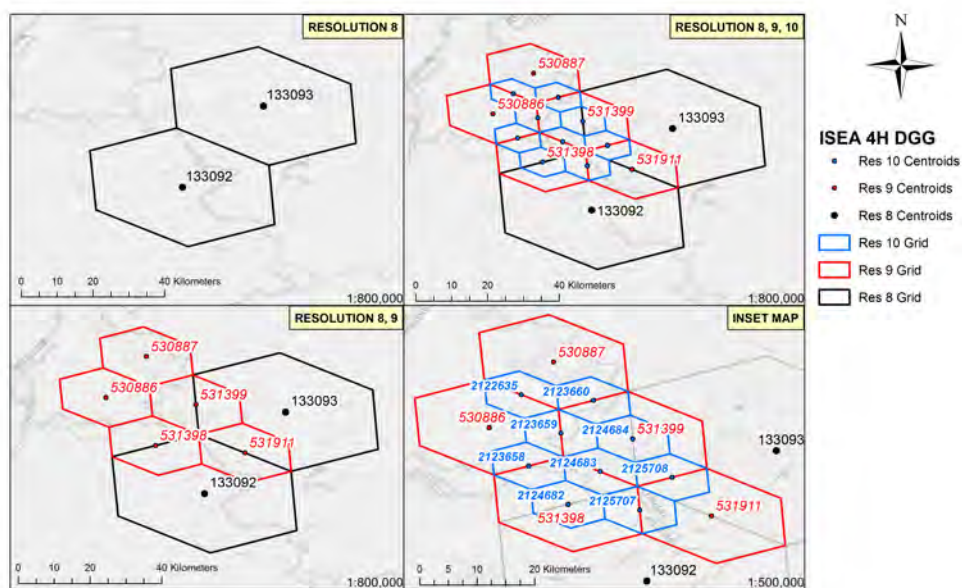 RESOLUTION 8
133093
133092
0 10 20 40 Kilometers
1:800,000
RESOLUTION 8, 9, 10
530887
530886
531399
133093
531398
531911
133092
0 10 20 40 Kilometers
1:800,000
N
ISEA 4H DGG
Res 10 Centroids
Res 9 Centroids
Res 8 Centroids
Res 10 Grid
Res 9 Grid
Res 8 Grid
RESOLUTION 8, 9
530887
530886
531399
133093
531398
531911
133092
0 10 20 40 Kilometers
1:800,000
INSET MAP
530887
2122635
2123660
530886
2123659
2124684
531399
133093
2123658
2124683
2125708
2124682
2125707
531911
531398
133092
0 5 10 20 Kilometers
1:500,000